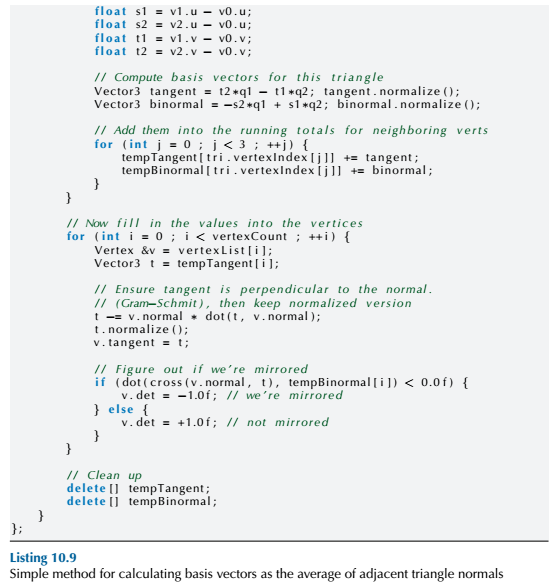 float s1 = v1.u − v0.u;
float s2 = v2.u − v0.u;
float t1 = v1.v − v0.v;
float t2 = v2.v − v0.v;
// Compute basis vectors for this triangle
Vector3 tangent = t2*q1 − t1*q2; tangent.normalize();
Vector3 binormal = −s2*q1 + s1*q2; binormal.normalize();
// Add them into the running totals for neighboring verts
for (int j = 0 ; j < 3 ; ++j) {
tempTangent[tri.vertexIndex[j]] += tangent;
tempBinormal[tri.vertexIndex[j]] += binormal;
}
}
// Now fill in the values into the vertices
for (int i = 0 ; i < vertexCount ; ++i) {
Vertex &v = vertexList[i];
Vector3 t = tempTangent[i];
// Ensure tangent is perpendicular to the normal.
// (Gram−Schmit), then keep normalized version
t −= v.normal * dot(t, v.normal);
t.normalize();
v.tangent = t;
// Figure out if we're mirrored
if (dot(cross(v.normal, t), tempBinormal[i]) < 0.0f) {
v.det = −1.0f; // we're mirrored
} else {
v.det = +1.0f; // not mirrored
}
}
// Clean up
delete[] tempTangent;
delete[] tempBinormal;
}
};
Listing 10.9
Simple method for calculating basis vectors as the average of adjacent triangle normals